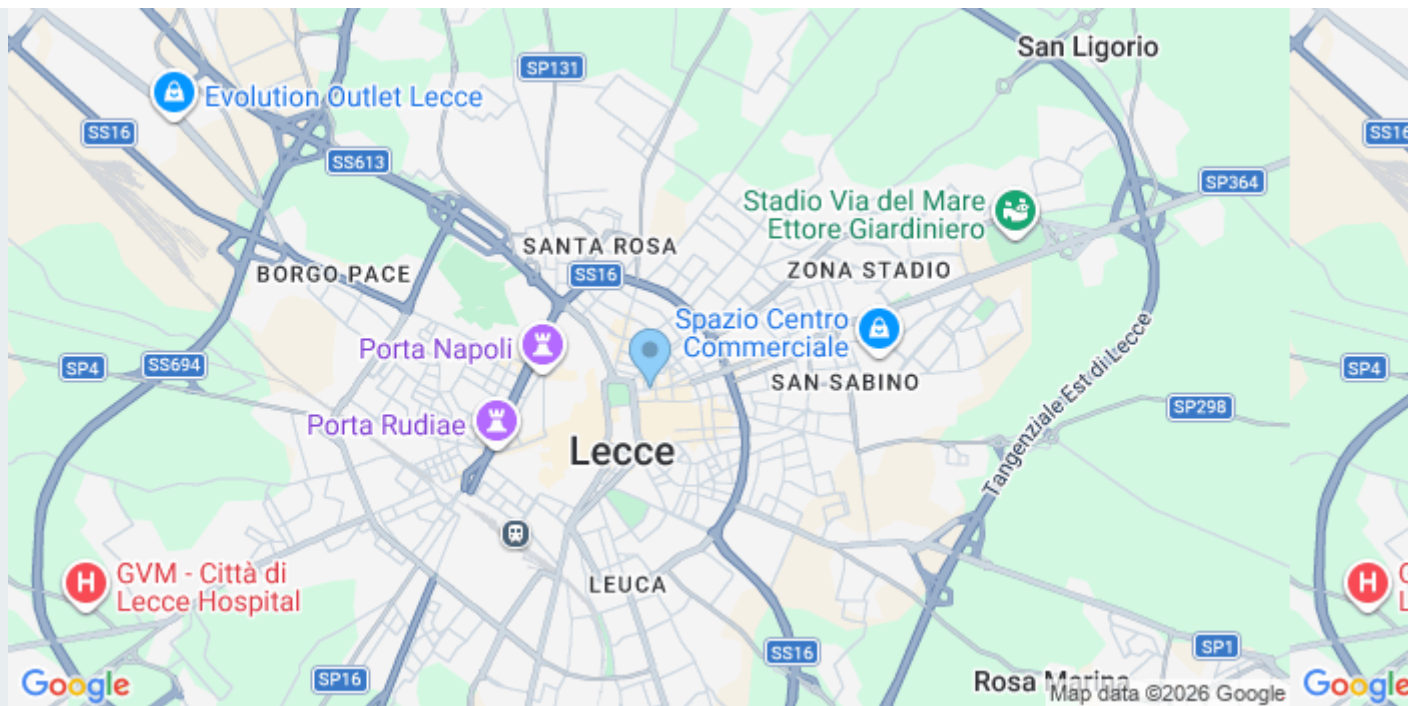 San Ligorio
SP131
Evolution Outlet Lecce
SS16
SS16
SS613
SP364
Stadio Via del Mare
Ettore Giardiniero
SANTA ROSA
BORGO PACE
SS16
ZONA STADIO
Spazio Centro
Commerciale
Porta Napoli
SP4
SS694
SP4
SAN SABINO
Tangenziale Est di Lecce
SP298
Porta Rudiae
Lecce
GVM - Città di
Lecce Hospital
H
H
LEUCA
SP1
SS16
SP16
Rosa Marina
Google
Map data ©2026 Google
Google